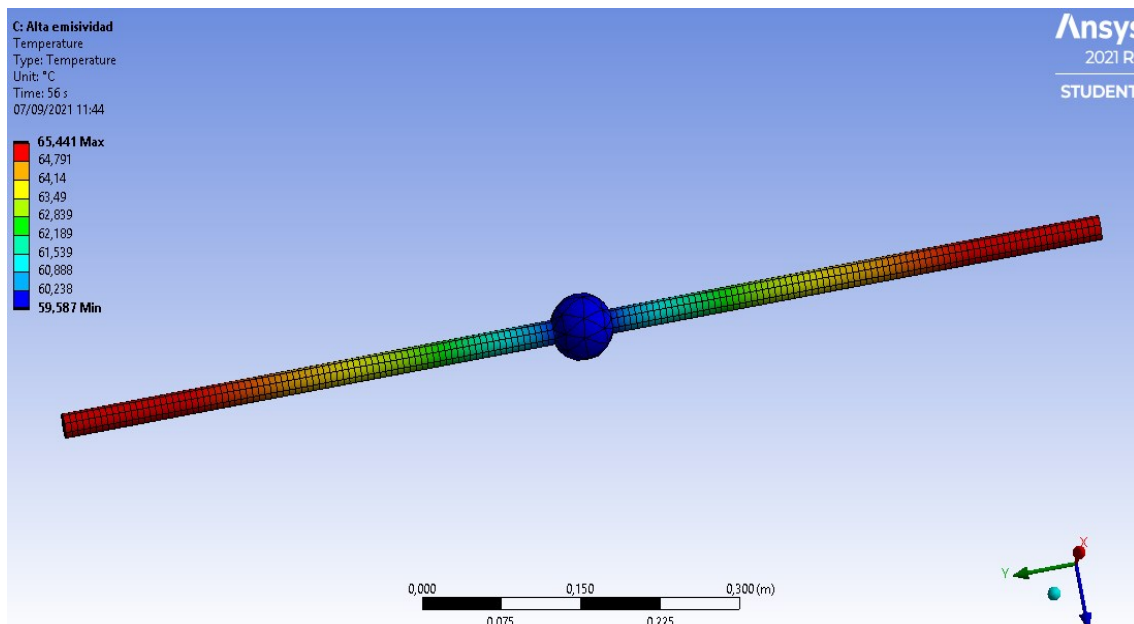 C: Alta emisividad
Temperature
Type: Temperature
Unit: °C
Time: 56 s
07/09/2021 11:44
65,441 Max
64,791
64,14
63,49
62,839
62,189
61,539
60,888
60,238
59,587 Min
Ansys
2021 R
STUDENT
X
Y
0,000
0,150
0,300 (m)
0,075
0,225